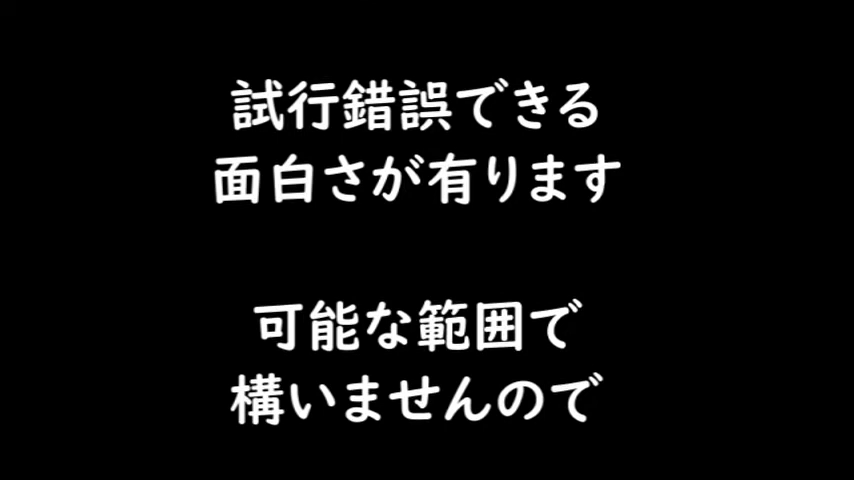 試行錯誤できる
面白さが有ります
可能な範囲で
構いませんので